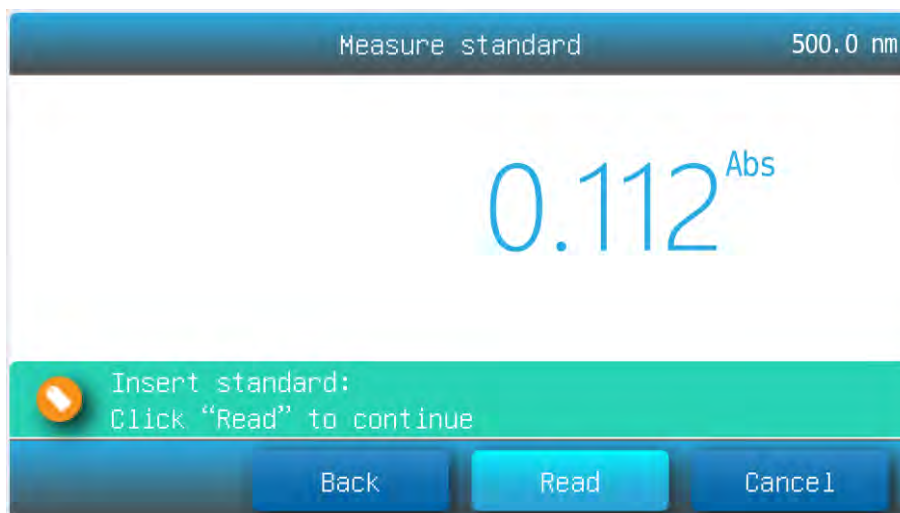 Measure standard 500.0 nm
0.112 Abs
Insert standard:
Click “Read” to continue
Back Read Cancel